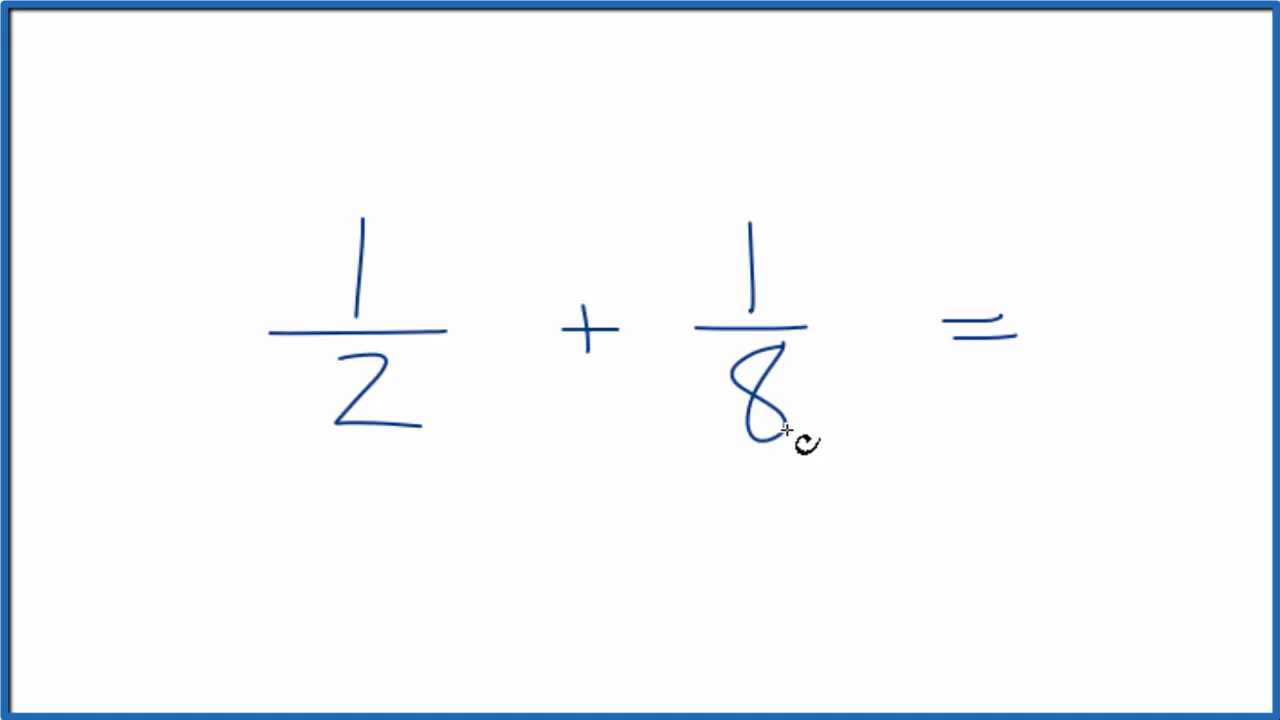 1/2 + 1/8 =